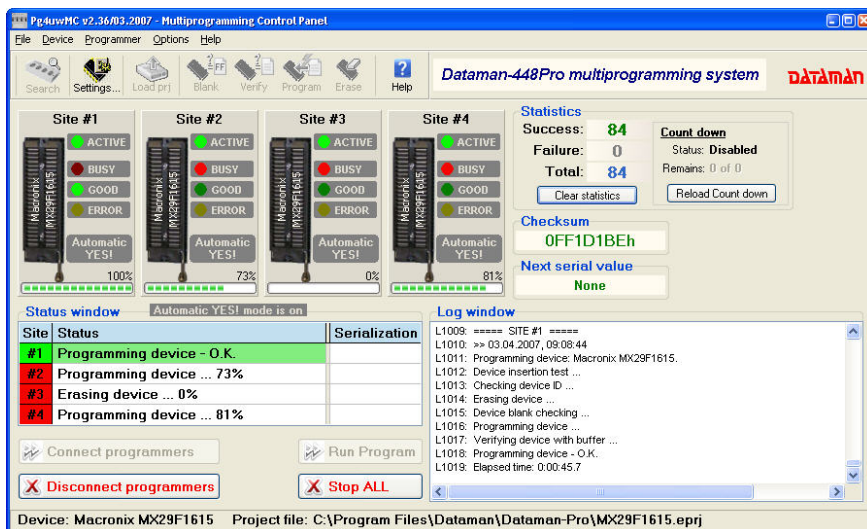 Pg4uwMC v2.36/03.2007 - Multiprogramming Control Panel
File Device Programmer Options Help
Search Settings... Load prj Blank Verify Program Erase Help
Dataman-448Pro multiprogramming system
DATAMAN
Site #1 Site #2 Site #3 Site #4
ACTIVE ACTIVE ACTIVE ACTIVE
BUSY BUSY BUSY BUSY
GOOD GOOD GOOD GOOD
ERROR ERROR ERROR ERROR
Macronix MX29F1615 Macronix MX29F1615 Macronix MX29F1615 Macronix MX29F1615
Automatic YES! Automatic YES! Automatic YES! Automatic YES!
100% 73% 0% 81%
Statistics
Success: 84
Failure: 0
Total: 84
Clear statistics
Count down
Status: Disabled
Remains: 0 of 0
Reload Count down
Checksum
0FF1D1BEh
Next serial value
None
Status window Automatic YES! mode is on
Site Status Serialization
#1 Programming device - O.K.
#2 Programming device ... 73%
#3 Erasing device ... 0%
#4 Programming device ... 81%
Connect programmers Run Program
Disconnect programmers Stop ALL
Log window
L1009: ===== SITE #1 =====
L1010: >> 03.04.2007, 09:08:44
L1011: Programming device: Macronix MX29F1615.
L1012: Device insertion test ...
L1013: Checking device ID ...
L1014: Erasing device ...
L1015: Device blank checking ...
L1016: Programming device ...
L1017: Verifying device with buffer ...
L1018: Programming device - O.K.
L1019: Elapsed time: 0:00:45.7
Device: Macronix MX29F1615 Project file: C:\Program Files\Dataman\Dataman-Pro\MX29F1615.eprj